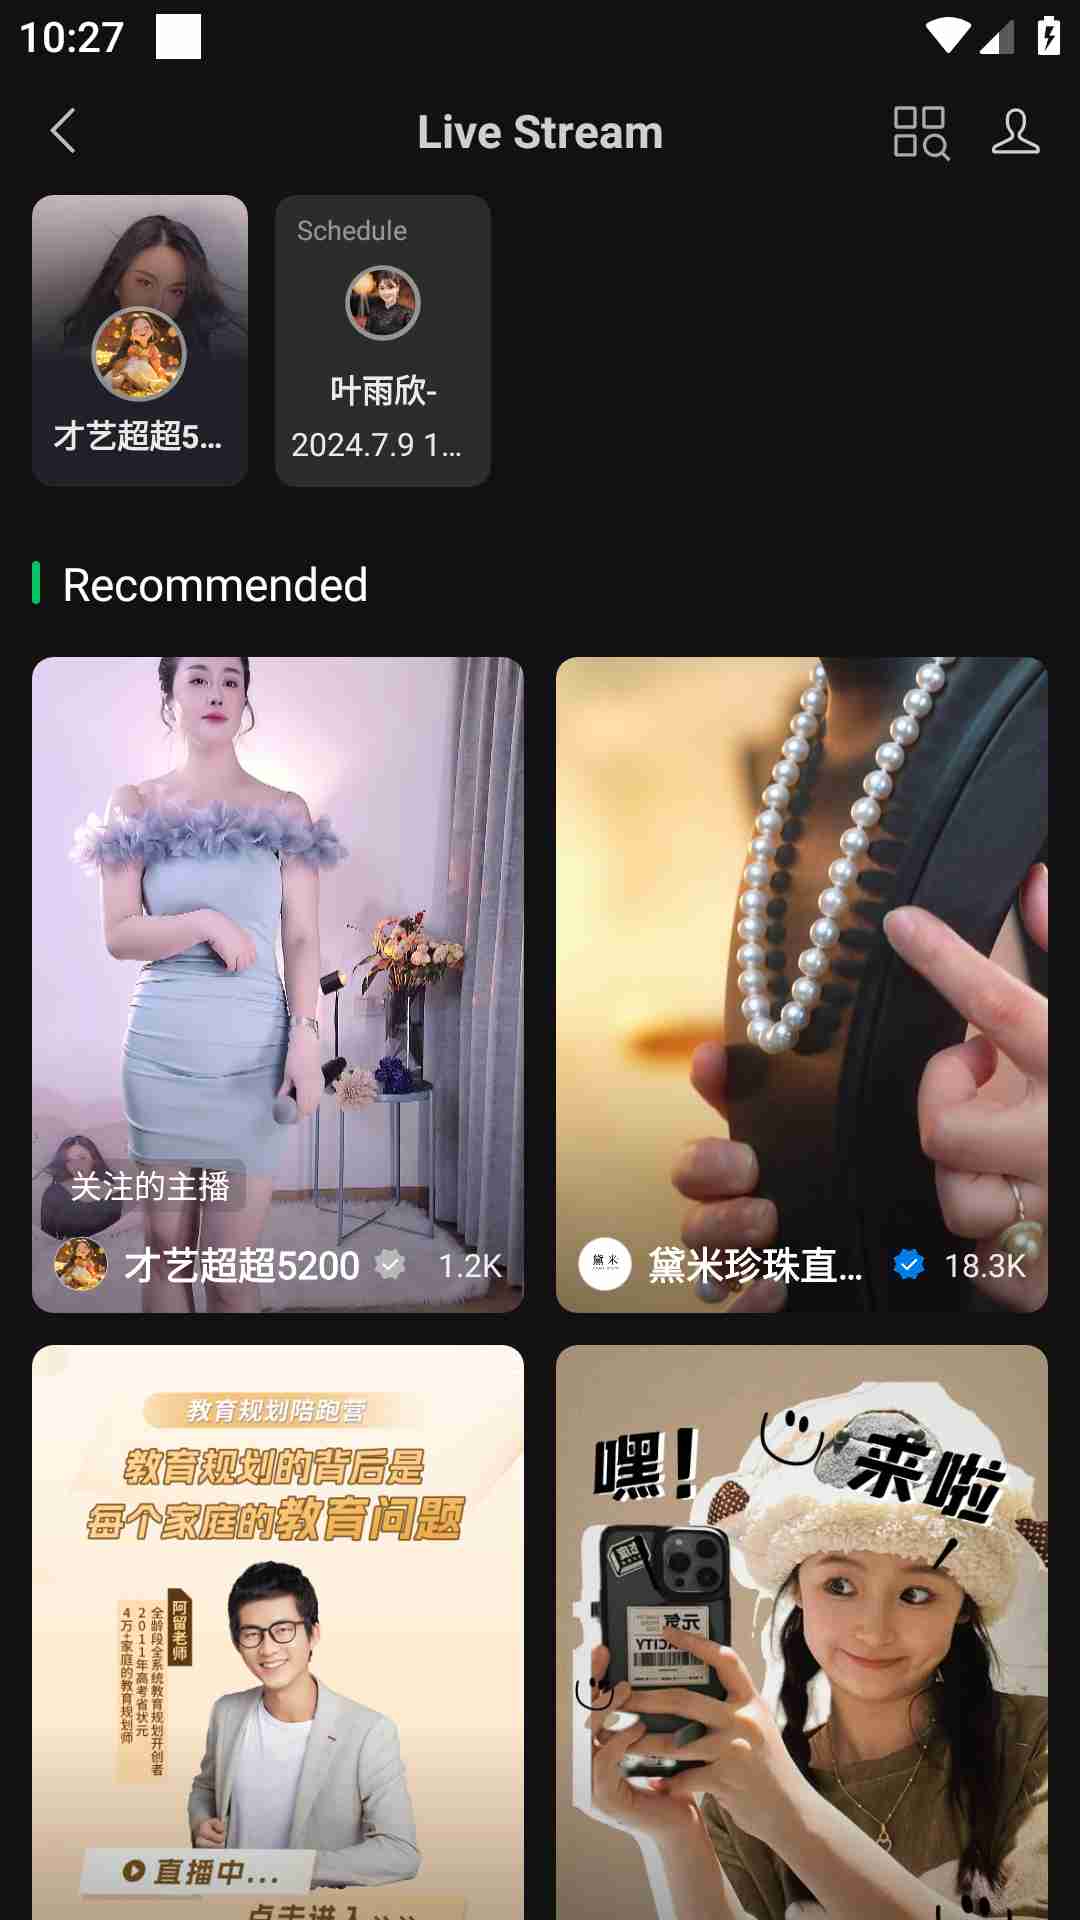 10:27
Live Stream
才艺超超5...
Schedule
叶雨欣-
2024.7.9 1...
Recommended
关注的主播
才艺超超5200
1.2K
黛米
黛米珍珠直...
18.3K
教育规划陪跑营
教育规划的背后是
每个家庭的教育问题
阿留老师
全龄段全系统教育规划开创者
2011年高考省状元
4万+家庭的教育规划师
直播中...
点击进入>>>
嘿!
来啦